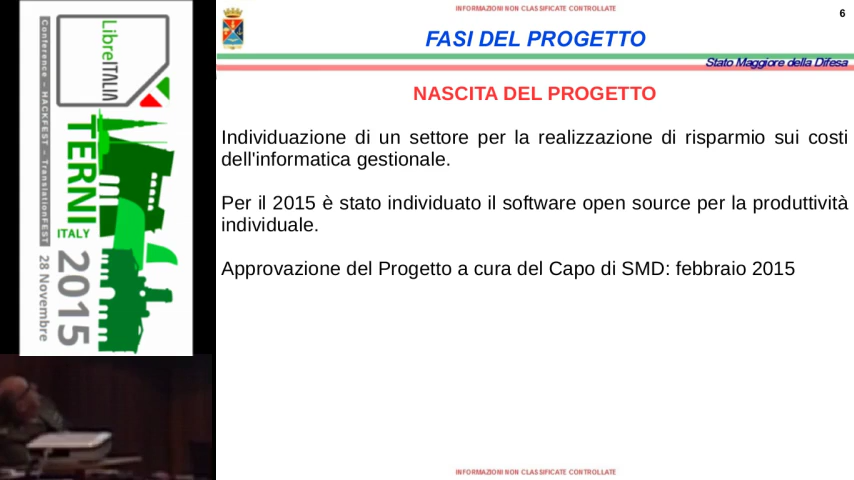 INFORMAZIONI NON CLASSIFICATE CONTROLLATE
6
FASI DEL PROGETTO
Stato Maggiore della Difesa
NASCITA DEL PROGETTO
Individuazione di un settore per la realizzazione di risparmio sui costi
dell'informatica gestionale.
Per il 2015 è stato individuato il software open source per la produttività
individuale.
Approvazione del Progetto a cura del Capo di SMD: febbraio 2015
INFORMAZIONI NON CLASSIFICATE CONTROLLATE
LibreITALIA
Conference – HACKFEST – TranslationFEST
TERNI
ITALY
2015
28 Novembre